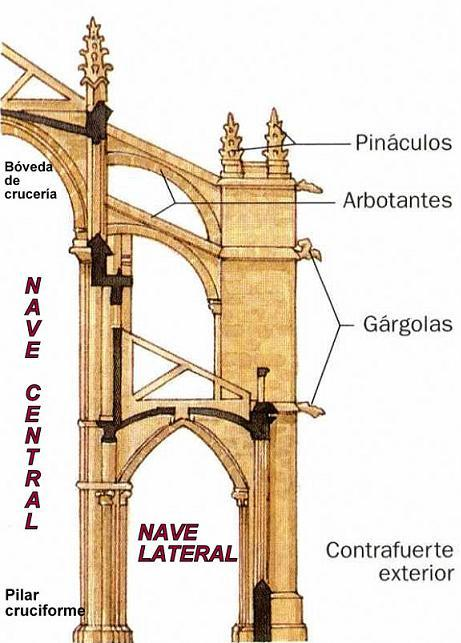 Pináculos
Bóveda
de
crucería
Arbotantes
NAVE CENTRAL
Gárgolas
NAVE
LATERAL
Contrafuerte
exterior
Pilar
cruciforme